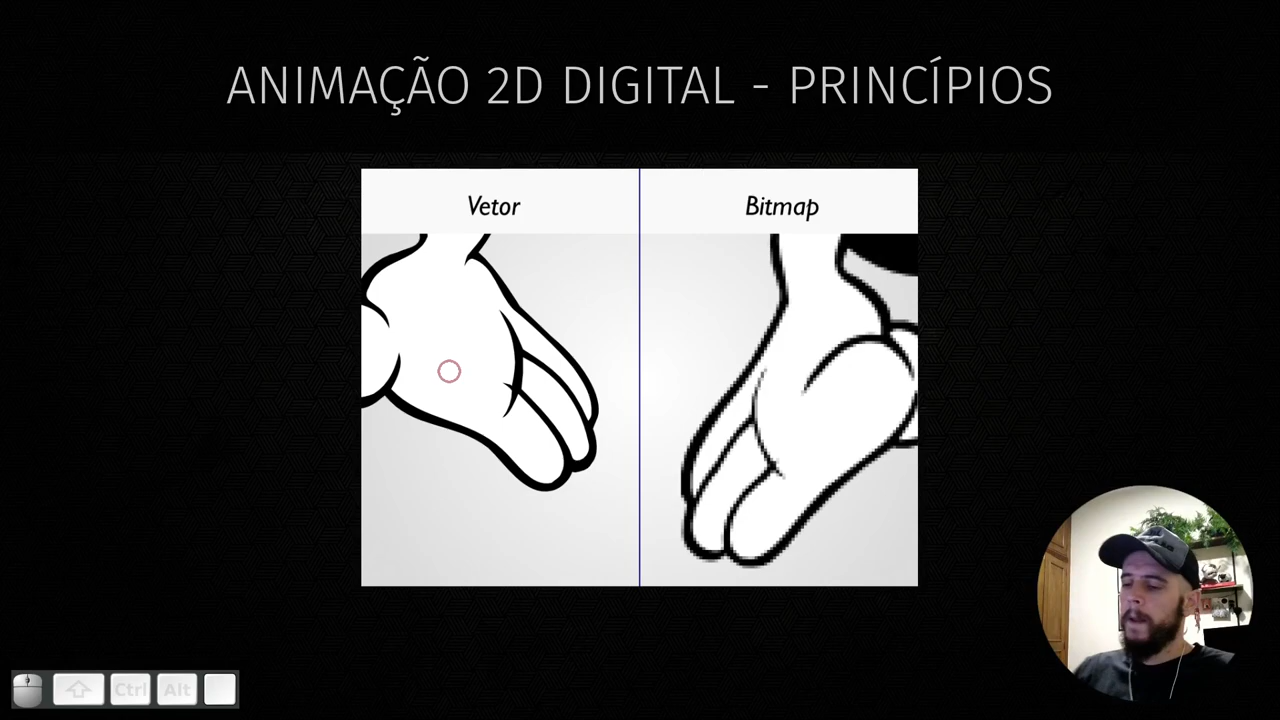 ANIMAÇÃO 2D DIGITAL - PRINCÍPIOS
Vetor
Bitmap
Ctrl
Alt